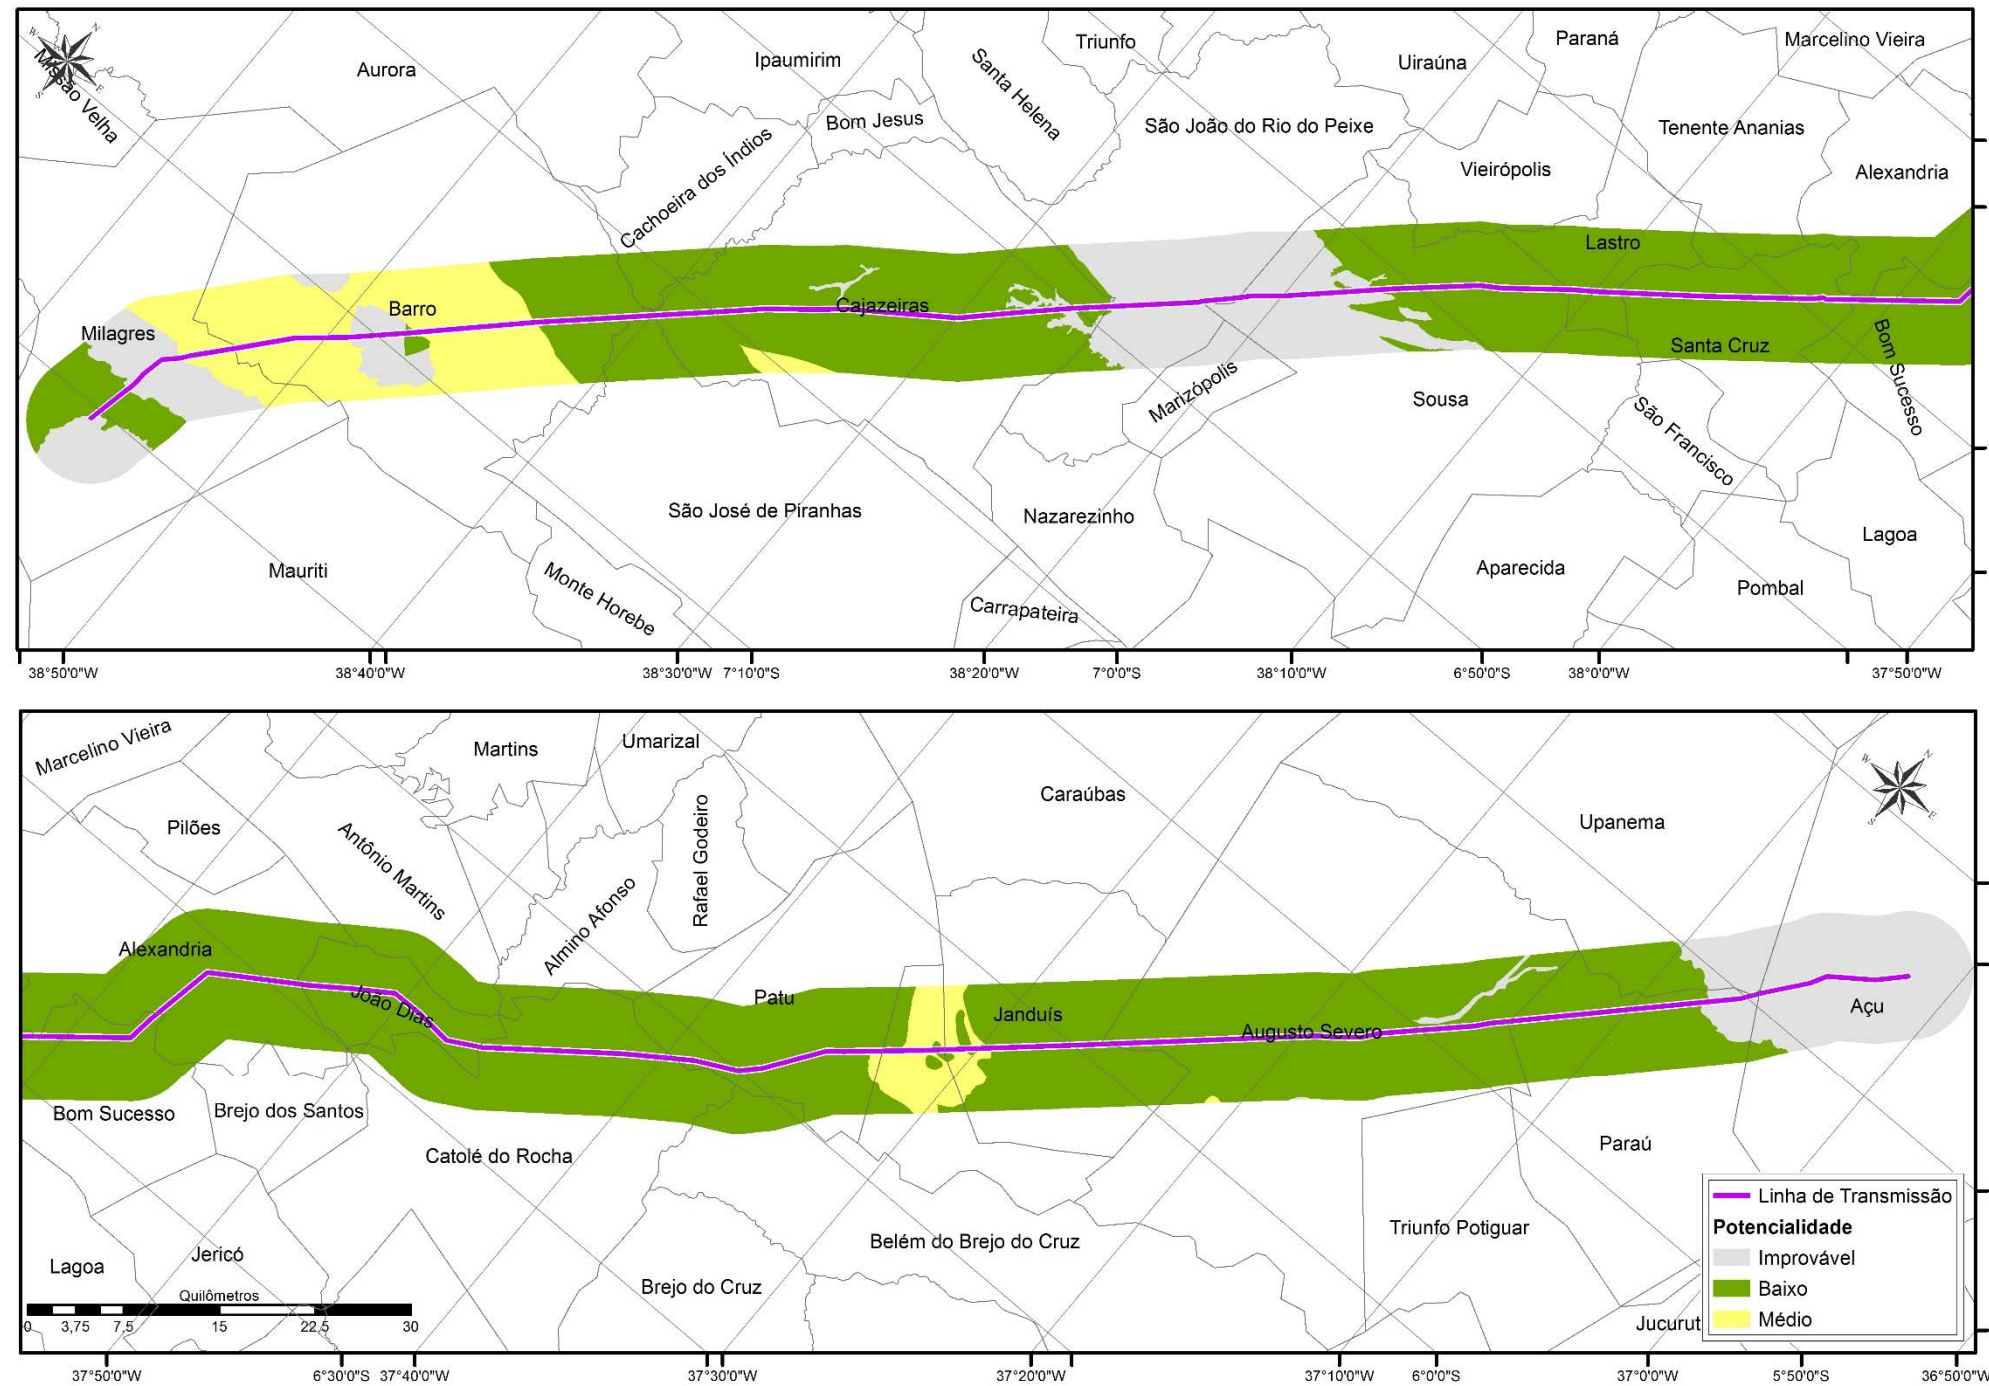 N
W
E
S
Missão Velha
Aurora
Ipaumirim
Santa Helena
Triunfo
Uiraúna
Paraná
Marcelino Vieira
Bom Jesus
Cachoeira dos Índios
São João do Rio do Peixe
Vieirópolis
Tenente Ananias
Alexandria
Lastro
Milagres
Barro
Cajazeiras
Santa Cruz
Bom Sucesso
Marizópolis
Sousa
São Francisco
São José de Piranhas
Nazarezinho
Lagoa
Mauriti
Monte Horebe
Carrapateira
Aparecida
Pombal
38°50'0"W
38°40'0"W
38°30'0"W
7°10'0"S
38°20'0"W
7°0'0"S
38°10'0"W
6°50'0"S
38°0'0"W
37°50'0"W
Marcelino Vieira
Martins
Umarizal
Caraúbas
Upanema
N
W
E
S
Pilões
Antônio Martins
Almino Afonso
Rafael Godeiro
Alexandria
João Dias
Patu
Janduís
Augusto Severo
Açu
Bom Sucesso
Brejo dos Santos
Catolé do Rocha
Paraú
Lagoa
Jericó
Brejo do Cruz
Belém do Brejo do Cruz
Triunfo Potiguar
Jucurut
Quilômetros
0 3,75 7,5 15 22,5 30
Linha de Transmissão
Potencialidade
Improvável
Baixo
Médio
37°50'0"W
6°30'0"S
37°40'0"W
37°30'0"W
37°20'0"W
37°10'0"W
6°0'0"S
37°0'0"W
5°50'0"S
36°50'0"W